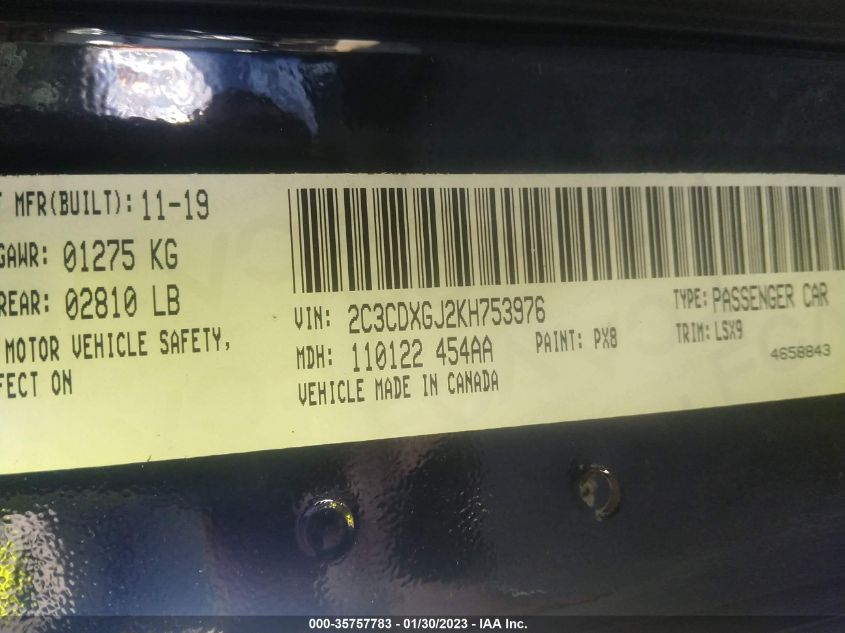 T MFR(BUILT): 11-19
GAWR: 01275 KG
REAR: 02810 LB
MOTOR VEHICLE SAFETY,
FECT ON
VIN: 2C3CDXGJ2KH753976
TYPE: PASSENGER CAR
MDH: 110122 454AA
PAINT: PX8
TRIM: LSX9
VEHICLE MADE IN CANADA
4658843
000-35757783 - 01/30/2023 - IAA Inc.